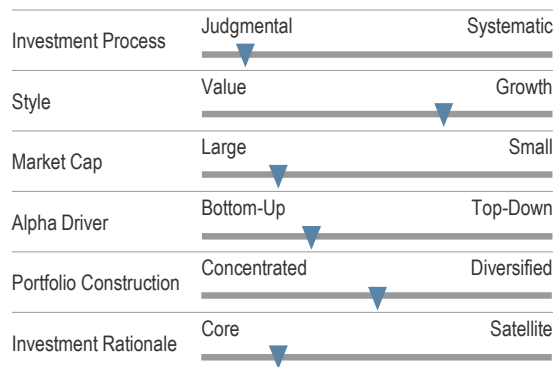 Investment Process
Judgmental Systematic
Style
Value Growth
Market Cap
Large Small
Alpha Driver
Bottom-Up Top-Down
Portfolio Construction
Concentrated Diversified
Investment Rationale
Core Satellite